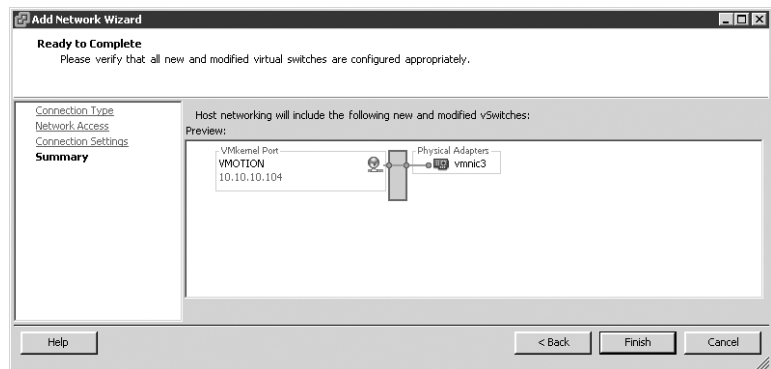 Add Network Wizard
Ready to Complete
Please verify that all new and modified virtual switches are configured appropriately.
Connection Type
Network Access
Connection Settings
Summary
Host networking will include the following new and modified vSwitches:
Preview:
VMkernel Port
VMOTION
10.10.10.104
Physical Adapters
vmnic3
Help
< Back
Finish
Cancel